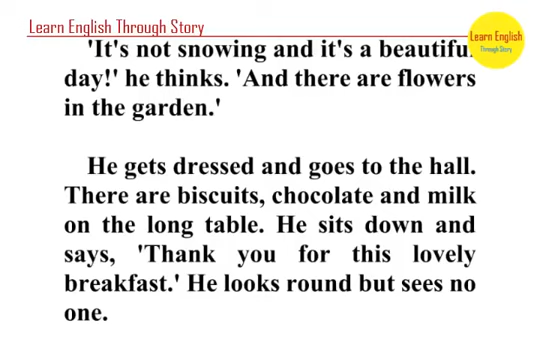 Learn English Through Story
Learn English
Through Story
'It's not snowing and it's a beautiful
day!' he thinks. 'And there are flowers
in the garden.'
He gets dressed and goes to the hall.
There are biscuits, chocolate and milk
on the long table. He sits down and
says, 'Thank you for this lovely
breakfast.' He looks round but sees no
one.